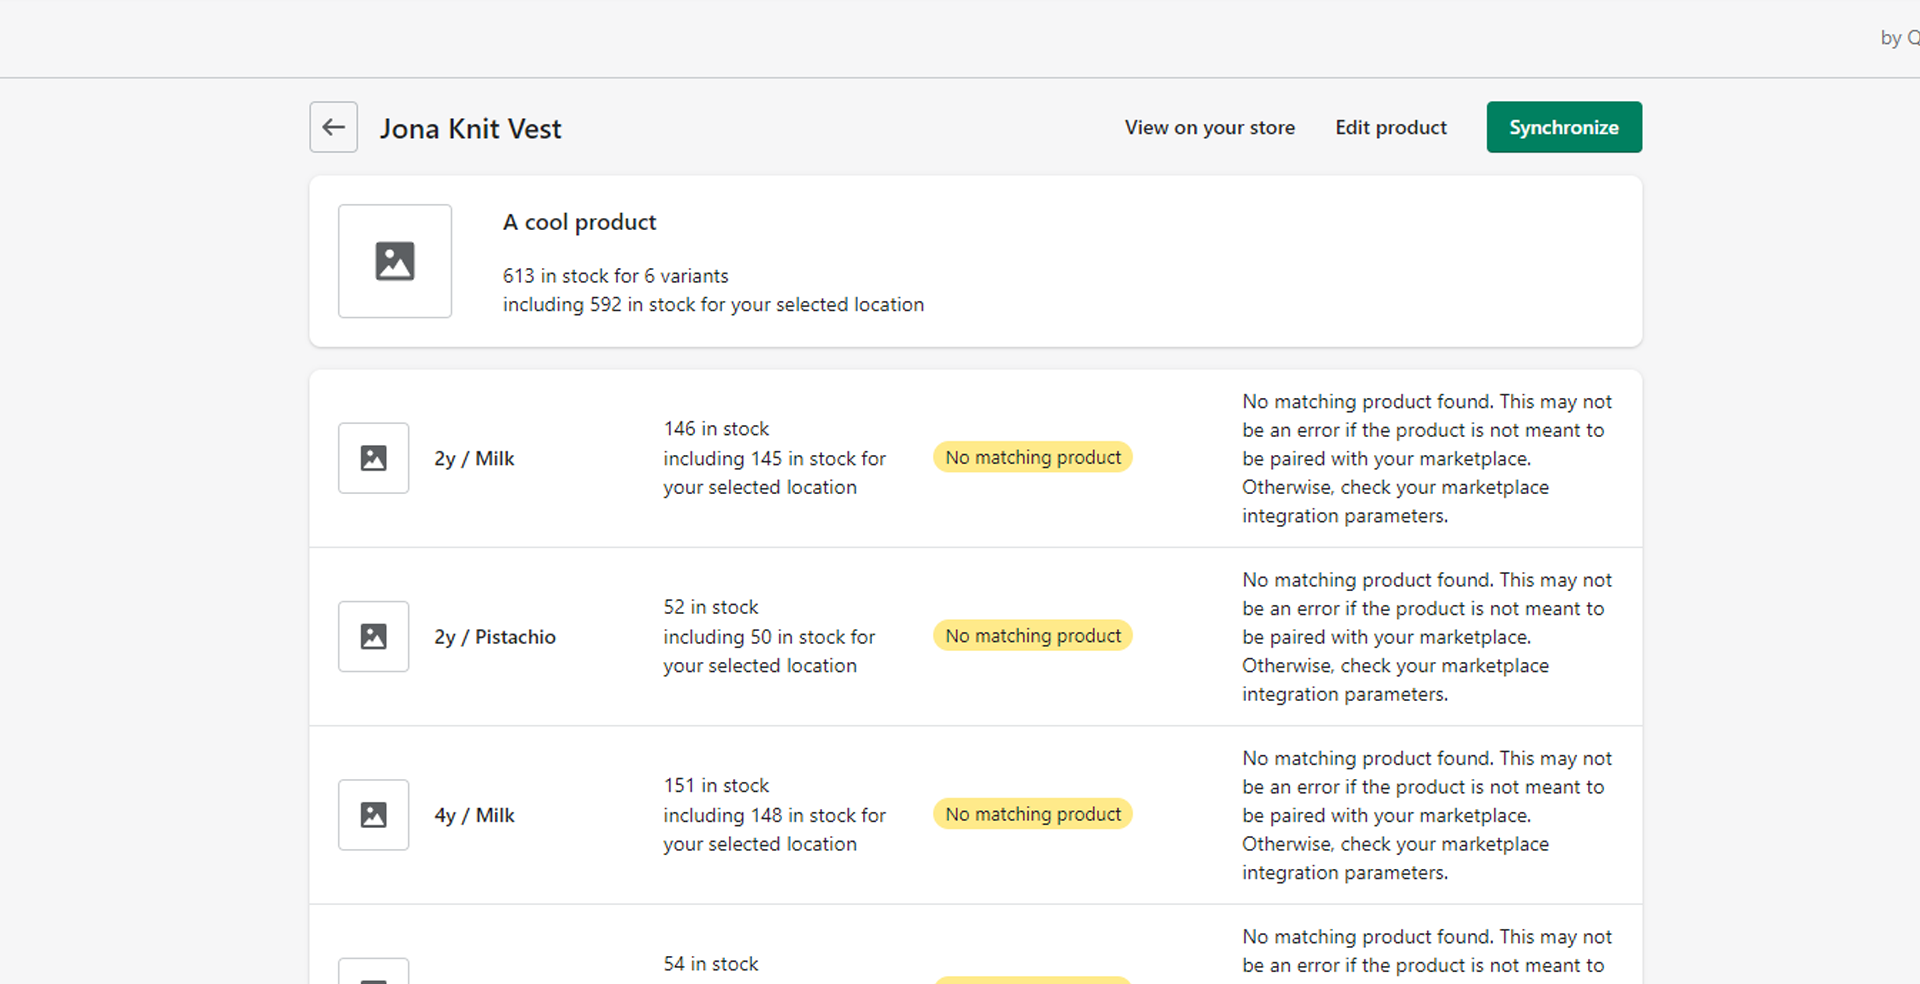 by Q
Jona Knit Vest
View on your store
Edit product
Synchronize
A cool product
613 in stock for 6 variants
including 592 in stock for your selected location
2y / Milk
146 in stock
including 145 in stock for
your selected location
No matching product
No matching product found. This may not
be an error if the product is not meant to
be paired with your marketplace.
Otherwise, check your marketplace
integration parameters.
2y / Pistachio
52 in stock
including 50 in stock for
your selected location
No matching product
No matching product found. This may not
be an error if the product is not meant to
be paired with your marketplace.
Otherwise, check your marketplace
integration parameters.
4y / Milk
151 in stock
including 148 in stock for
your selected location
No matching product
No matching product found. This may not
be an error if the product is not meant to
be paired with your marketplace.
Otherwise, check your marketplace
integration parameters.
54 in stock
No matching product found. This may not
be an error if the product is not meant to